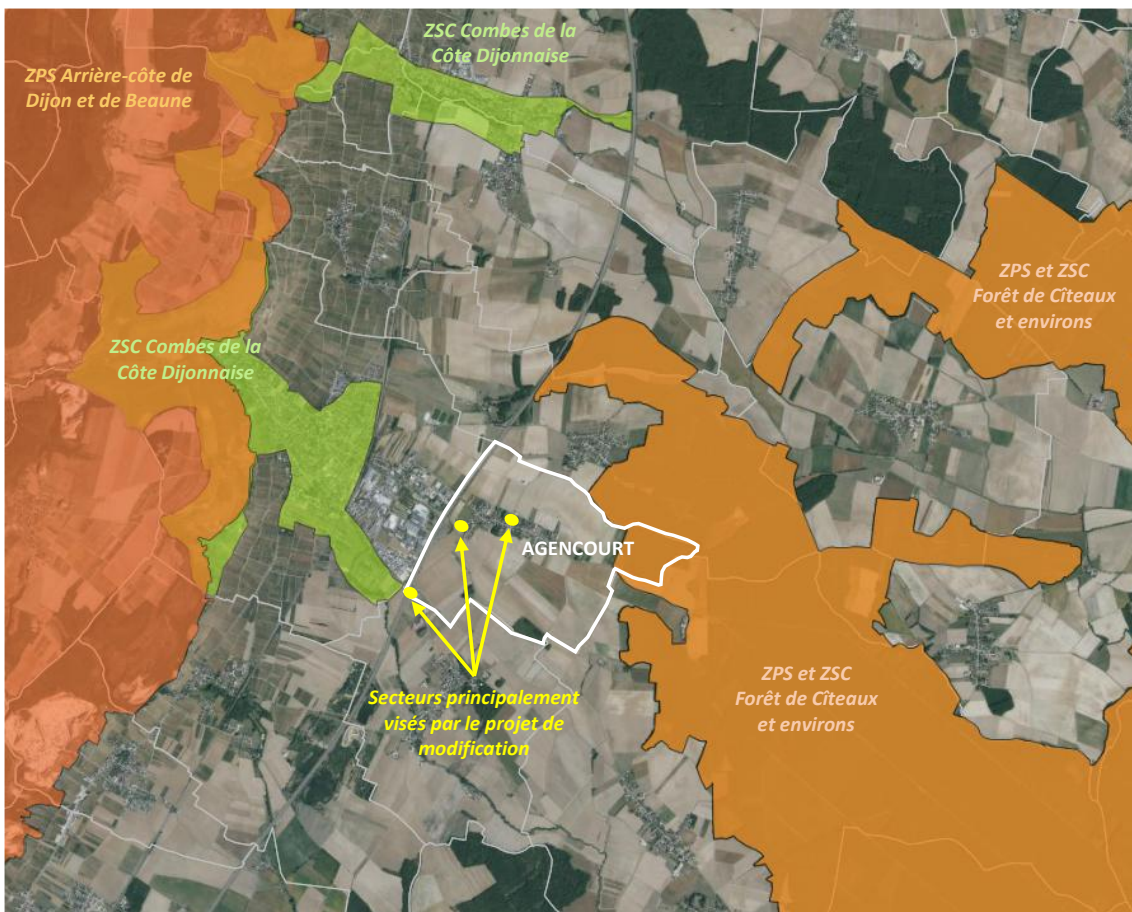 ZSC Combes de la
Côte Dijonnaise
ZPS Arrière-côte de
Dijon et de Beaune
ZPS et ZSC
Forêt de Cîteaux
et environs
ZSC Combes de la
Côte Dijonnaise
AGENCOURT
ZPS et ZSC
Forêt de Cîteaux
et environs
Secteurs principalement
visés par le projet de
modification